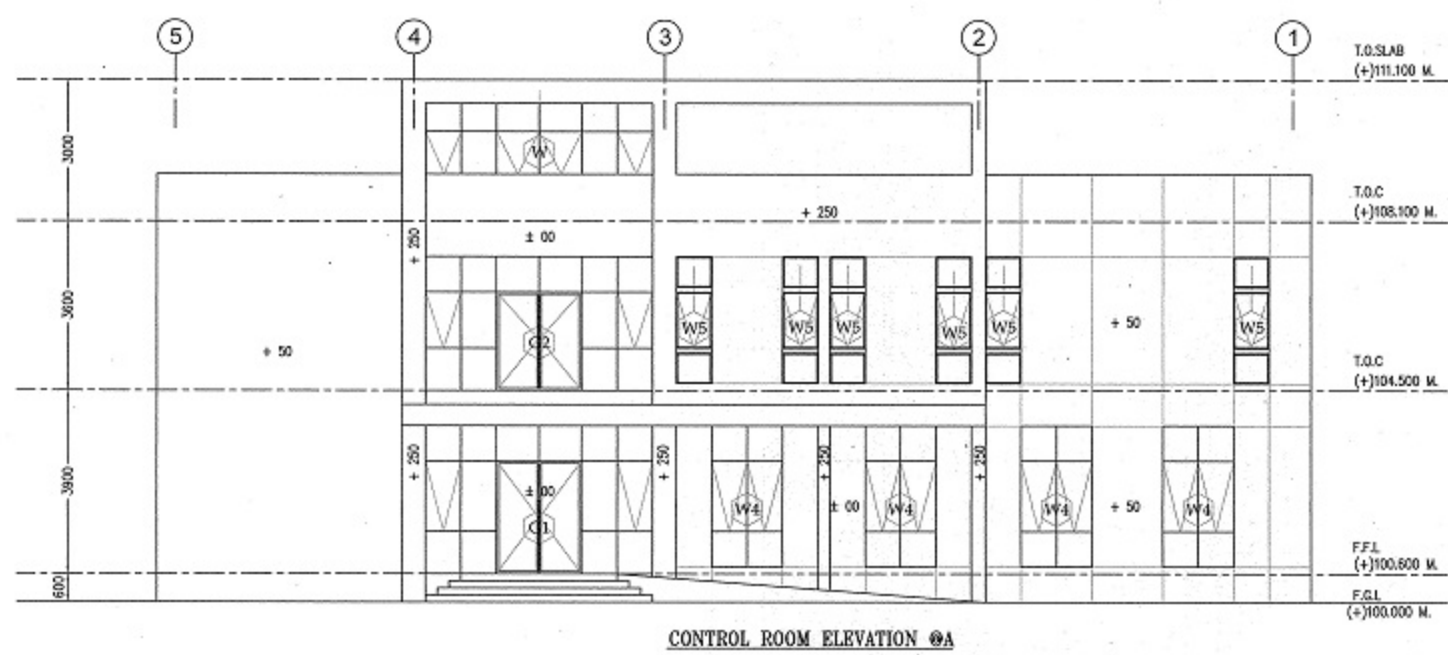 5 4 3 2 1
T.O.SLAB
(+)111.100 M.
3000
W
T.O.C
(+)108.100 M.
+ 250
± 00
+ 250
3600
W5 W5 W5 W5 W5 W5
+ 50
+ 50
G2
T.O.C
(+)104.500 M.
3900
+ 250 + 250 + 250 + 250
± 00
W4 ± 00 W4 W4 + 50 W4
G1
F.F.L
(+)100.600 M.
600
F.G.L
(+)100.000 M.
CONTROL ROOM ELEVATION @A